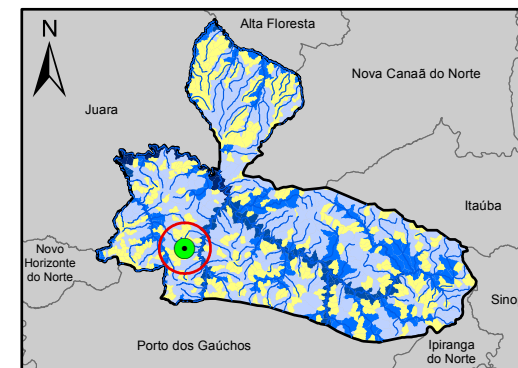 N
Alta Floresta
Nova Canaã do Norte
Juara
Itaúba
Novo
Horizonte
do Norte
Sino
Porto dos Gaúchos
Ipiranga
do Norte